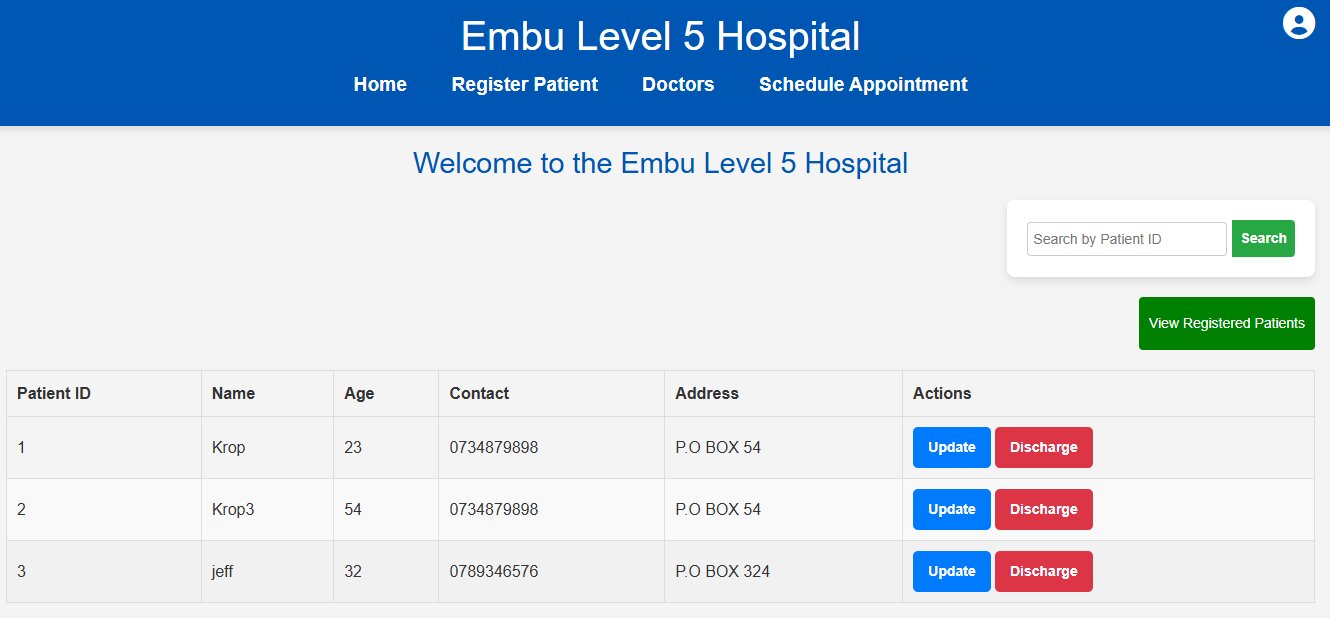 Embu Level 5 Hospital
Home Register Patient Doctors Schedule Appointment
Welcome to the Embu Level 5 Hospital
Search by Patient ID Search
View Registered Patients
Patient ID Name Age Contact Address Actions
1 Krop 23 0734879898 P.O BOX 54 Update Discharge
2 Krop3 54 0734879898 P.O BOX 54 Update Discharge
3 jeff 32 0789346576 P.O BOX 324 Update Discharge